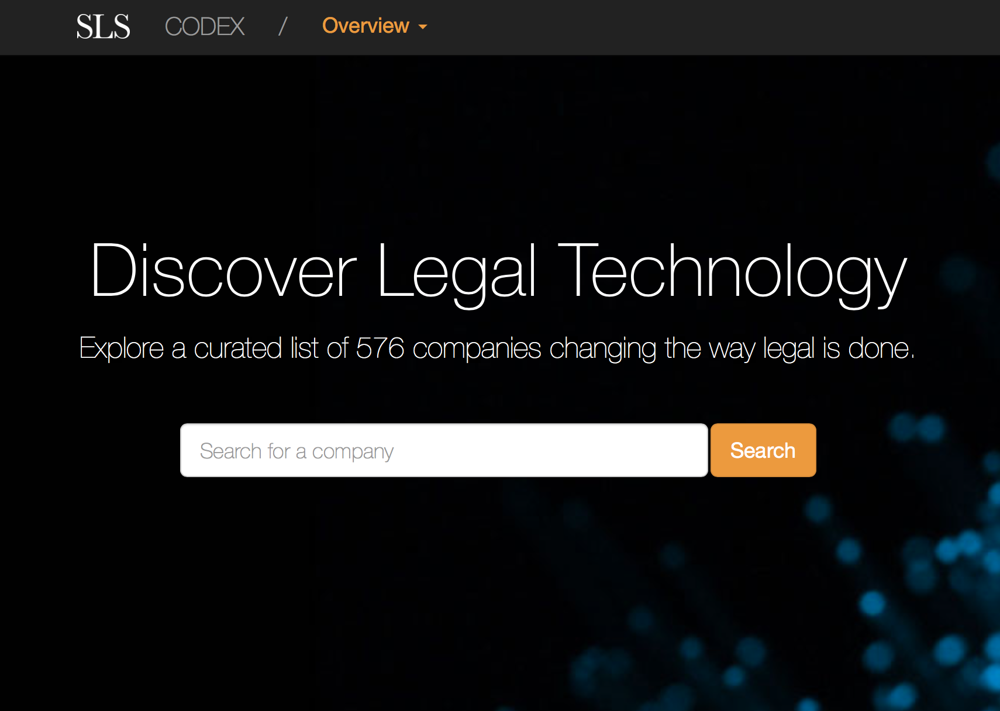 SLS CODEX / Overview
Discover Legal Technology
Explore a curated list of 576 companies changing the way legal is done.
Search for a company Search